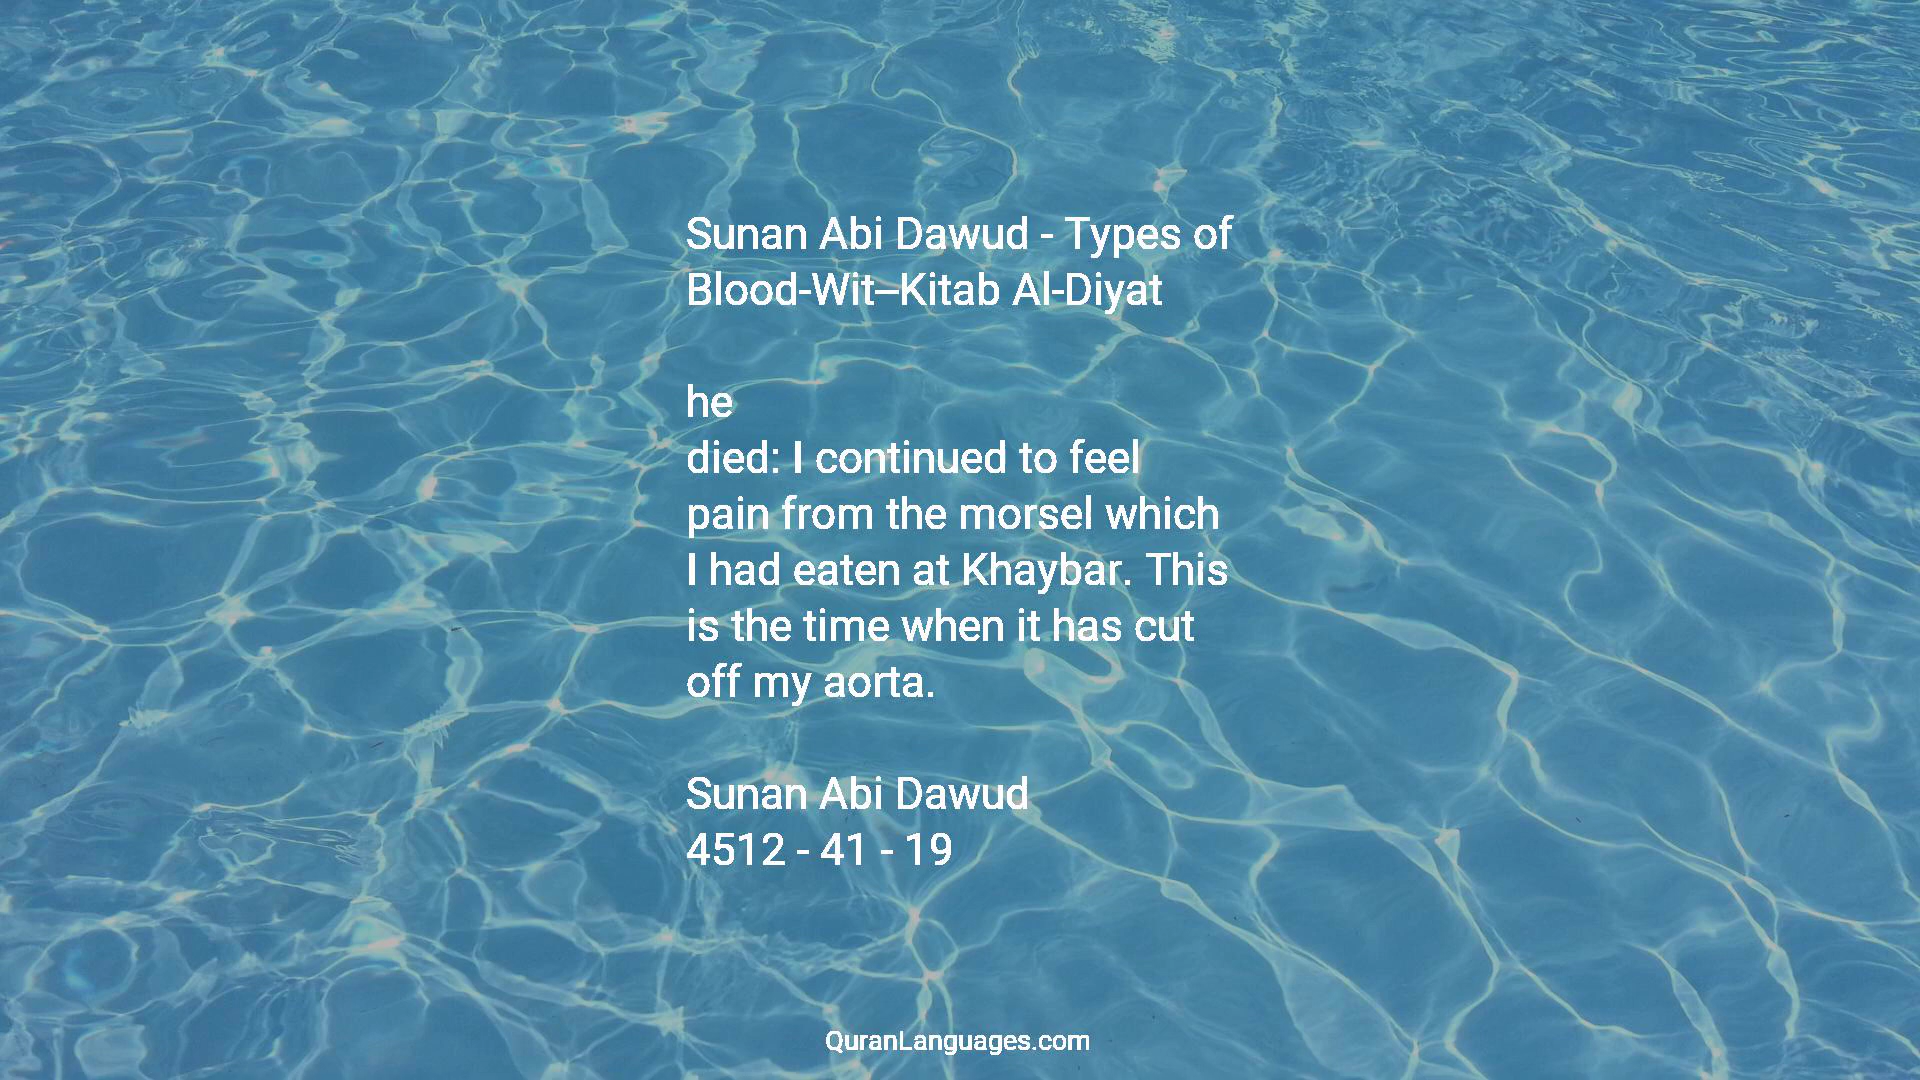 Sunan Abi Dawud - Types of
Blood-Wit–Kitab Al-Diyat
he
died: I continued to feel
pain from the morsel which
I had eaten at Khaybar. This
is the time when it has cut
off my aorta.
Sunan Abi Dawud
4512 - 41 - 19
QuranLanguages.com